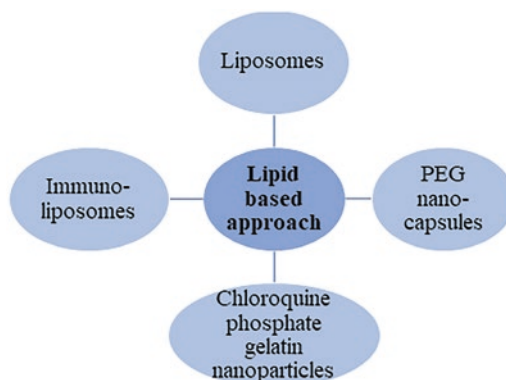 Liposomes
Immuno-
liposomes
Lipid
based
approach
PEG
nano-
capsules
Chloroquine
phosphate
gelatin
nanoparticles